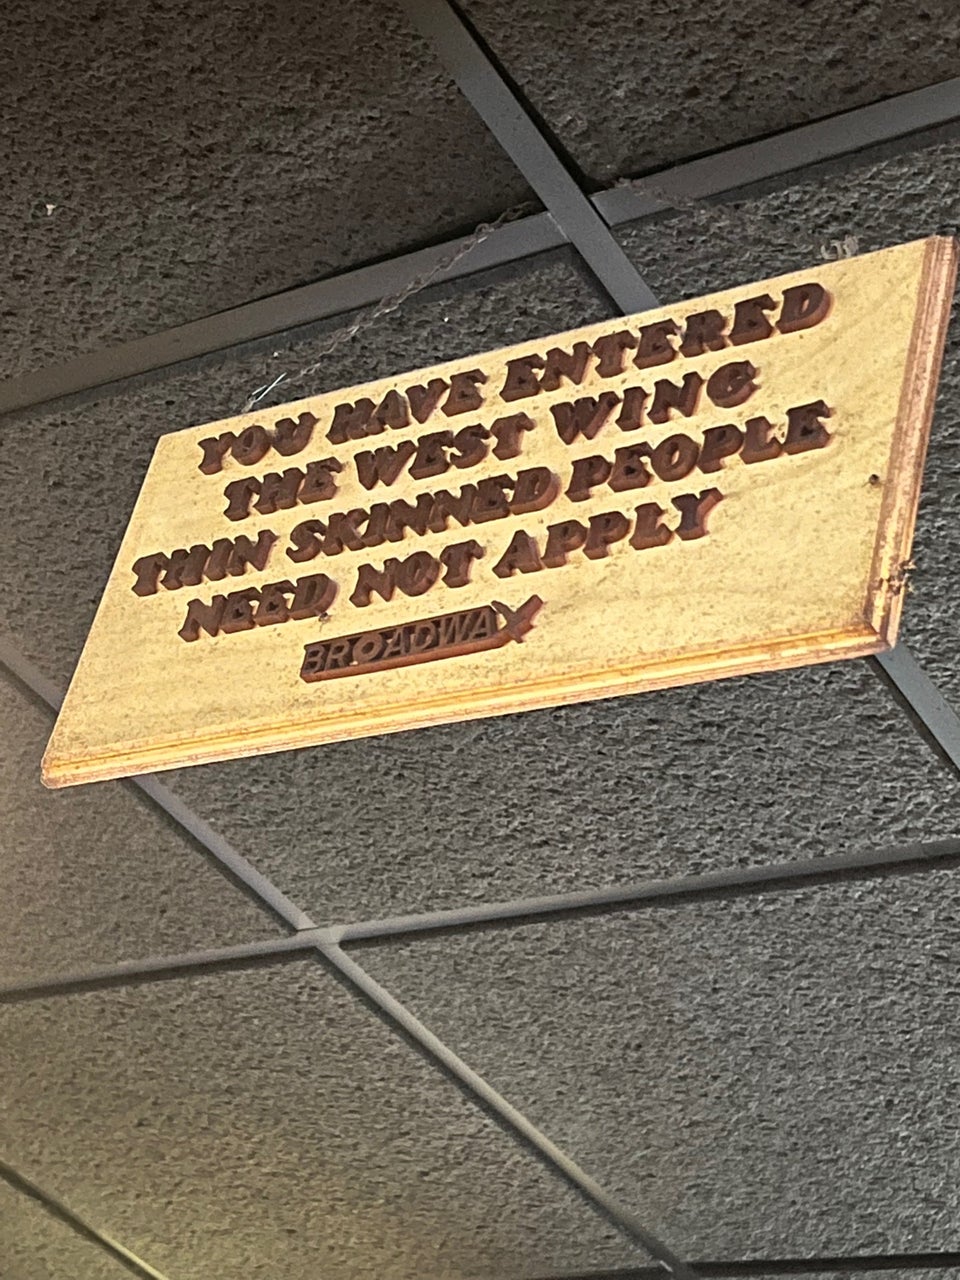 YOU HAVE ENTERED
THE WEST WING
THIN SKINNED PEOPLE
NEED NOT APPLY
BROADWAY